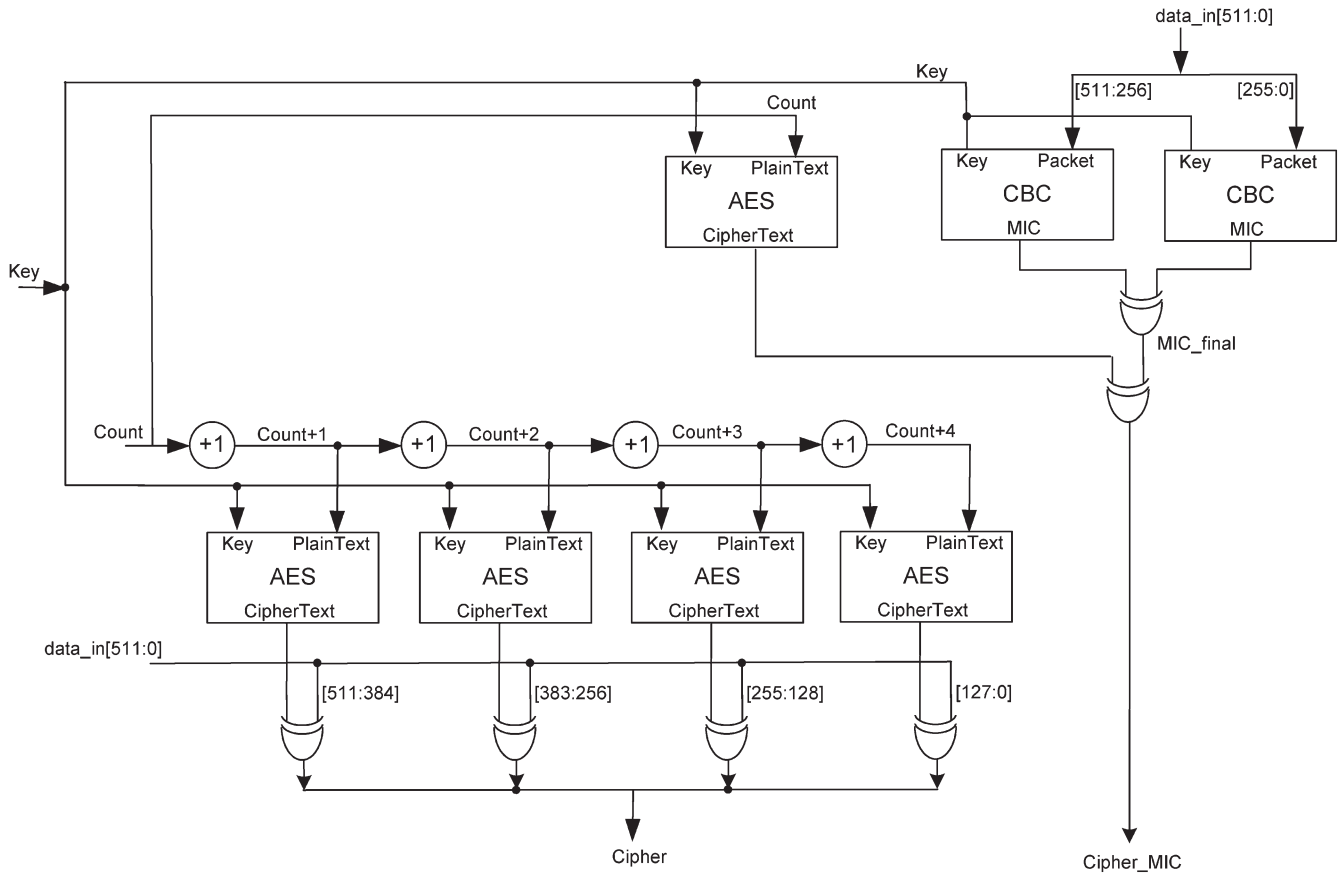 data_in[511:0]
Key
[511:256]
[255:0]
Count
Key PlainText
AES
CipherText
Key Packet
CBC
MIC
Key Packet
CBC
MIC
Key
MIC_final
Count
+1
Count+1
+1
Count+2
+1
Count+3
+1
Count+4
Key PlainText
AES
CipherText
Key PlainText
AES
CipherText
Key PlainText
AES
CipherText
Key PlainText
AES
CipherText
data_in[511:0]
[511:384]
[383:256]
[255:128]
[127:0]
Cipher
Cipher_MIC